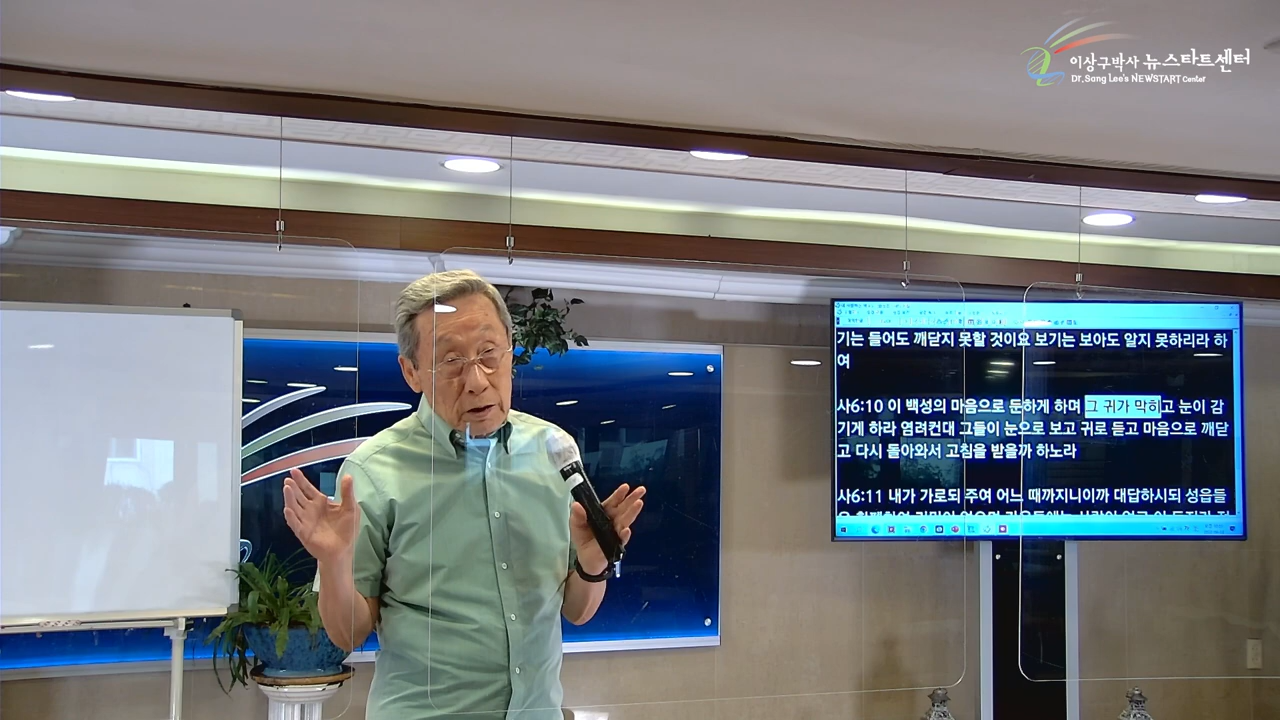 이상구박사 뉴스타트센터
Dr.Sang Lee's NEWSTART Center
기는 들어도 깨닫지 못할 것이요 보기는 보아도 알지 못하리라 하
여
사6:10 이 백성의 마음으로 둔하게 하며 그 귀가 막히고 눈이 감
기게 하라 염려컨대 그들이 눈으로 보고 귀로 듣고 마음으로 깨닫
고 다시 돌아와서 고침을 받을까 하노라
사6:11 내가 가로되 주여 어느 때까지니이까 대답하시되 성읍들